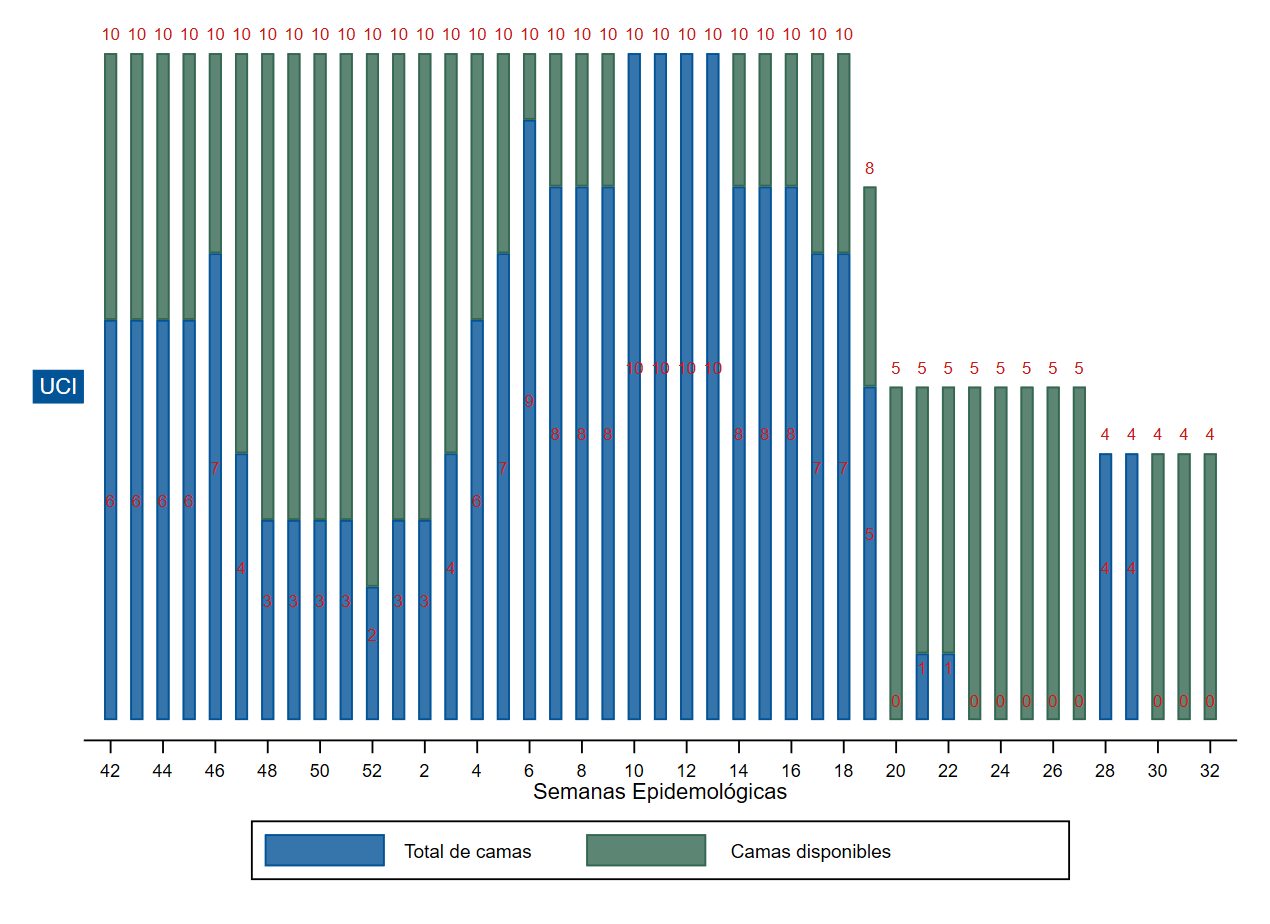 10 10 10 10 10 10 10 10 10 10 10 10 10 10 10 10 10 10 10 10 10 10 10 10 10 10 10 10 10
8
10 10 10 10
5 5 5 5 5 5 5 5
UCI
9
8 8 8 8 8 8
4 4 4 4 4
7 7 7 7
6 6 6 6 6
5
4 4 4 4
3 3 3 3 3 3
2
1 1
0 0 0 0 0 0 0 0 0
42 44 46 48 50 52 2 4 6 8 10 12 14 16 18 20 22 24 26 28 30 32
Semanas Epidemológicas
Total de camas Camas disponibles